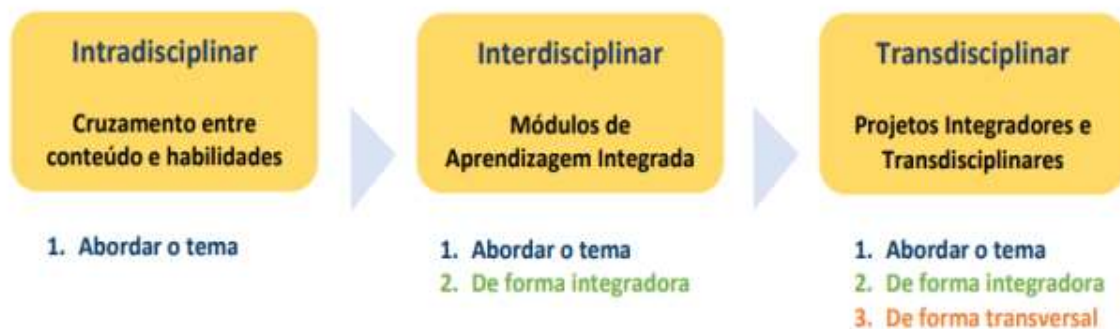 Intradisciplinar
Cruzamento entre
conteúdo e habilidades
1. Abordar o tema
Interdisciplinar
Módulos de
Aprendizagem Integrada
1. Abordar o tema
2. De forma integradora
Transdisciplinar
Projetos Integradores e
Transdisciplinares
1. Abordar o tema
2. De forma integradora
3. De forma transversal